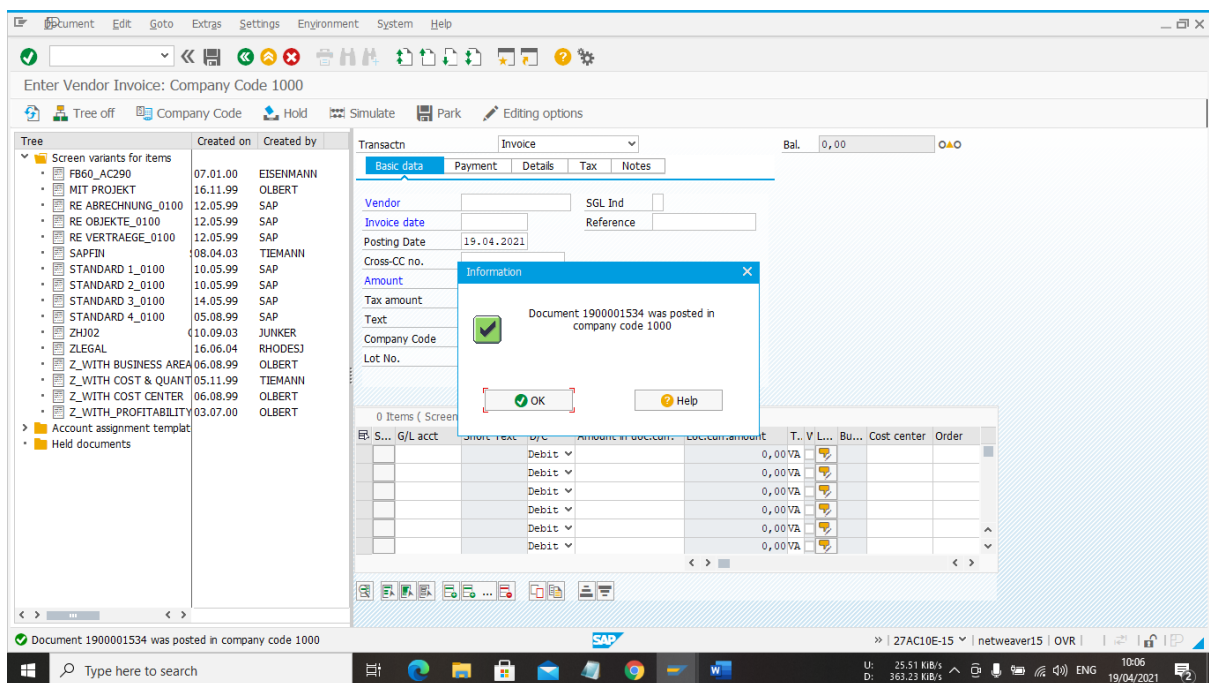 Document Edit Goto Extras Settings Environment System Help
Enter Vendor Invoice: Company Code 1000
Tree off Company Code Hold Simulate Park Editing options
Tree Created on Created by
Screen variants for items
FB60_AC290 07.01.00 EISENMANN
MIT PROJEKT 16.11.99 OLBERT
RE ABRECHNUNG_0100 12.05.99 SAP
RE OBJEKTE_0100 12.05.99 SAP
RE VERTRAEGE_0100 12.05.99 SAP
SAPFIN 08.04.03 TIEMANN
STANDARD 1_0100 10.05.99 SAP
STANDARD 2_0100 10.05.99 SAP
STANDARD 3_0100 14.05.99 SAP
STANDARD 4_0100 05.08.99 SAP
ZHJ02 10.09.03 JUNKER
ZLEGAL 16.06.04 RHODESJ
Z_WITH BUSINESS AREA 06.08.99 OLBERT
Z_WITH COST & QUANT 05.11.99 TIEMANN
Z_WITH COST CENTER 06.08.99 OLBERT
Z_WITH_PROFITABILITY 03.07.00 OLBERT
Account assignment templat
Held documents
Transactn Invoice Bal. 0,00
Basic data Payment Details Tax Notes
Vendor SGL Ind
Invoice date Reference
Posting Date 19.04.2021
Cross-CC no.
Amount
Tax amount
Text
Company Code
Lot No.
Information
Document 1900001534 was posted in
company code 1000
OK Help
0 Items ( Screen
S... G/L acct Short Text D/C Amount in doc.curr. Loc.curr.amount T.. V L... Bu... Cost center Order
Debit 0,00 VA
Debit 0,00 VA
Debit 0,00 VA
Debit 0,00 VA
Debit 0,00 VA
Debit 0,00 VA
Document 1900001534 was posted in company code 1000
SAP
27AC10E-15 netweaver15 OVR
Type here to search
U: 25.51 KiB/s
D: 363.23 KiB/s
ENG
10:06
19/04/2021
2